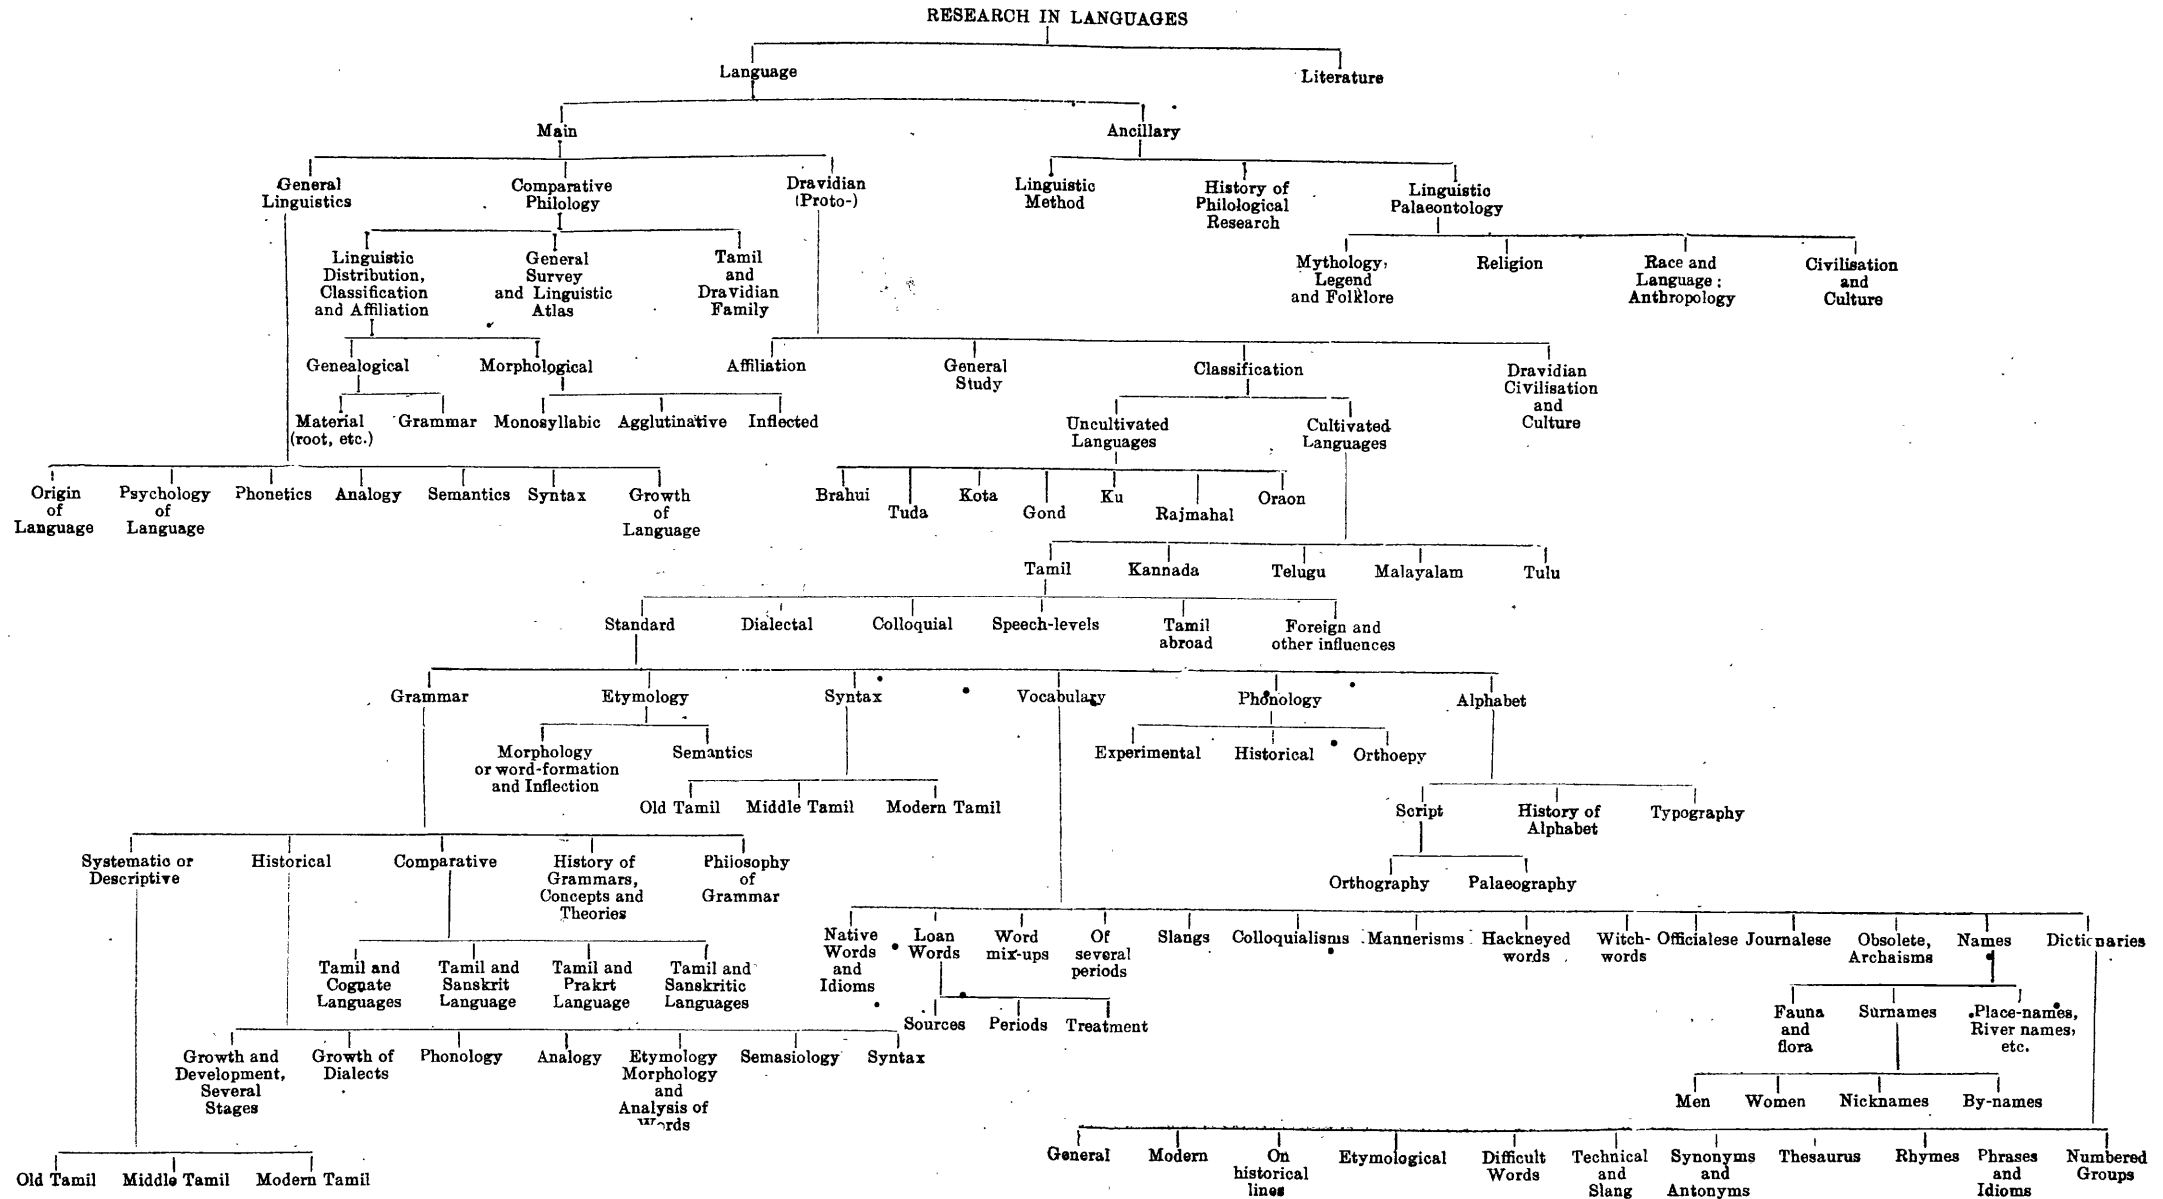 RESEARCH IN LANGUAGES
Language
Literature
Main
Ancillary
General
Linguistics
Comparative
Philology
Dravidian
(Proto-)
Linguistic
Method
History of
Philological
Research
Linguistic
Palaeontology
Linguistic
Distribution,
Classification
and Affiliation
General
Survey
and Linguistic
Atlas
Tamil
and
Dravidian
Family
Mythology,
Legend
and Folklore
Religion
Race and
Language :
Anthropology
Civilisation
and
Culture
Genealogical
Morphological
Affiliation
General
Study
Classification
Dravidian
Civilisation
and
Culture
Material
(root, etc.)
Grammar
Monosyllabic
Agglutinative
Inflected
Uncultivated
Languages
Cultivated
Languages
Origin
of
Language
Psychology
of
Language
Phonetics
Analogy
Semantics
Syntax
Growth
of
Language
Brahui
Tuda
Kota
Gond
Ku
Rajmahal
Oraon
Tamil
Kannada
Telugu
Malayalam
Tulu
Standard
Dialectal
Colloquial
Speech-levels
Tamil
abroad
Foreign and
other influences
Grammar
Etymology
Syntax
Vocabulary
Phonology
Alphabet
Morphology
or word-formation
and Inflection
Semantics
Experimental
Historical
Orthoepy
Old Tamil
Middle Tamil
Modern Tamil
Script
History of
Alphabet
Typography
Systematic or
Descriptive
Historical
Comparative
History of
Grammars,
Concepts and
Theories
Philosophy
of
Grammar
Orthography
Palaeography
Native
Words
and
Idioms
Loan
Words
Word
mix-ups
Of
several
periods
Slangs
Colloquialisms
Mannerisms
Hackneyed
words
Witch-
words
Officialese
Journalese
Obsolete,
Archaisms
Names
Dictionaries
Tamil and
Cognate
Languages
Tamil and
Sanskrit
Language
Tamil and
Prakrt
Language
Tamil and
Sanskritic
Languages
Sources
Periods
Treatment
Fauna
and
flora
Surnames
Place-names,
River names,
etc.
Growth and
Development,
Several
Stages
Growth of
Dialects
Phonology
Analogy
Etymology
Morphology
and
Analysis of
Words
Semasiology
Syntax
Men
Women
Nicknames
By-names
Old Tamil
Middle Tamil
Modern Tamil
General
Modern
On
historical
lines
Etymological
Difficult
Words
Technical
and
Slang
Synonyms
and
Antonyms
Thesaurus
Rhymes
Phrases
and
Idioms
Numbered
Groups